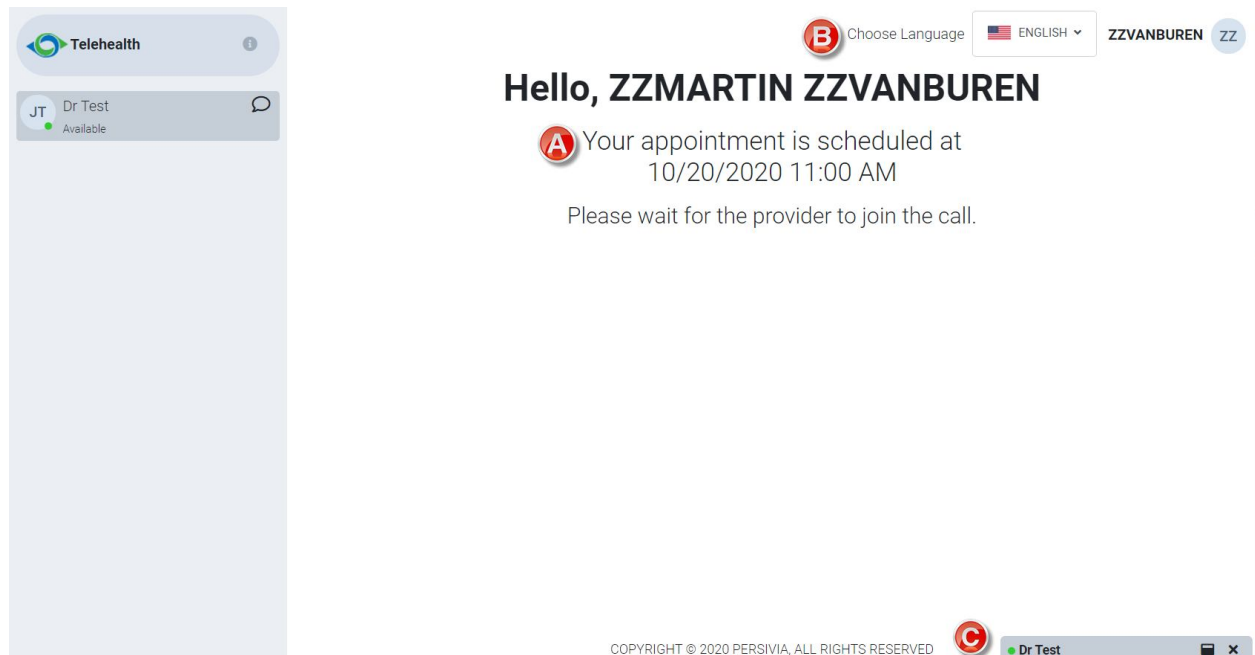 Telehealth
JT
Dr Test
Available
B
Choose Language
ENGLISH
ZZVANBUREN
ZZ
Hello, ZZMARTIN ZZVANBUREN
A
Your appointment is scheduled at
10/20/2020 11:00 AM
Please wait for the provider to join the call.
COPYRIGHT © 2020 PERSIVIA, ALL RIGHTS RESERVED
C
Dr Test